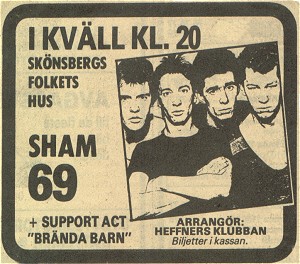 I KVÄLL KL. 20
SKÖNSBERGS
FOLKETS
HUS
SHAM
69
+ SUPPORT ACT
"BRÄNDA BARN"
ARRANGÖR:
HEFFNERS KLUBBAN
Biljetter i kassan.